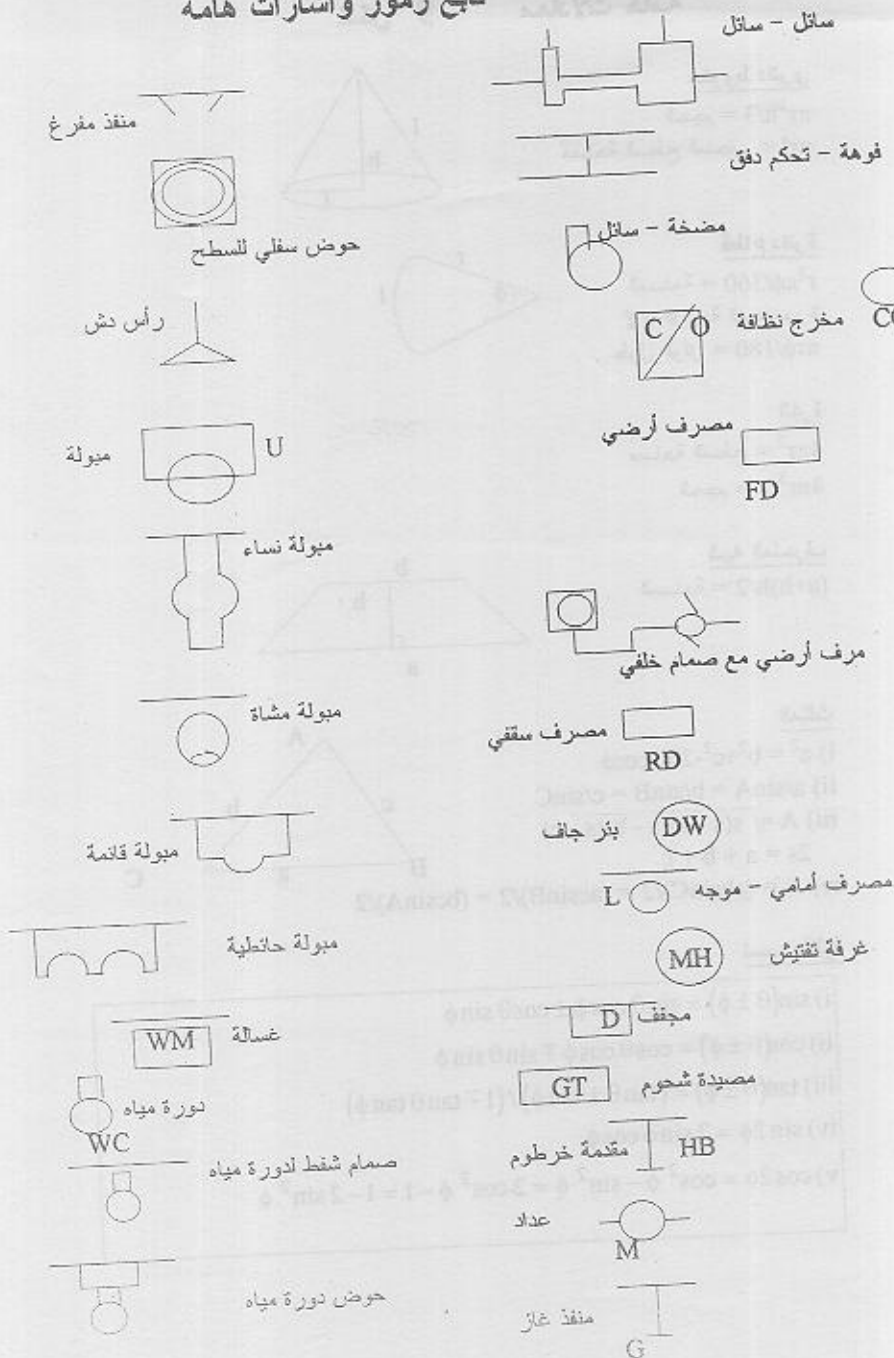 تابع رموز واشارات هامه
سائل - سائل
فوهة - تحكم دفق
مضخة - سائل
مخرج نظافة
C O
CO
مصرف أرضي
FD
مرف أرضي مع صمام خلفي
مصرف سقفي
RD
بئر جاف
DW
مصرف أمامي - موجه
L
غرفة تفتيش
MH
مجفف
D
مصيدة شحوم
GT
مقدمة خرطوم
HB
عداد
M
منفذ غاز
G
منفذ مفرغ
حوض سفلي للسطح
رأس دش
مبولة
U
مبولة نساء
مبولة مشاة
مبولة قائمة
مبولة حائطية
غسالة
WM
دورة مياه
WC
صمام شفط لدورة مياه
حوض دورة مياه